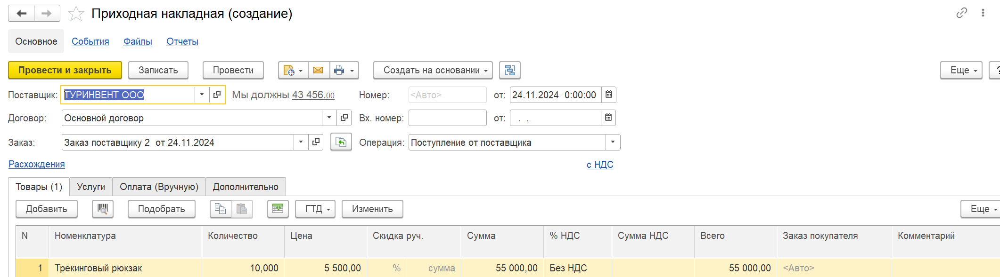 Приходная накладная (создание)
Основное События Файлы Отчеты
Провести и закрыть Записать Провести Создать на основании Еще ?
Поставщик: ТУРИНВЕНТ ООО Мы должны 43 456,00 Номер: <Авто> от: 24.11.2024 0:00:00
Договор: Основной договор Вх. номер: от: . .
Заказ: Заказ поставщику 2 от 24.11.2024 Операция: Поступление от поставщика
Расхождения с НДС
Товары (1) Услуги Оплата (Вручную) Дополнительно
Добавить Подобрать ГТД Изменить Еще
N Номенклатура Количество Цена Скидка руч. Сумма % НДС Сумма НДС Всего Заказ покупателя Комментарий
1 Трекинговый рюкзак 10,000 5 500,00 % сумма 55 000,00 Без НДС 55 000,00 <Авто>